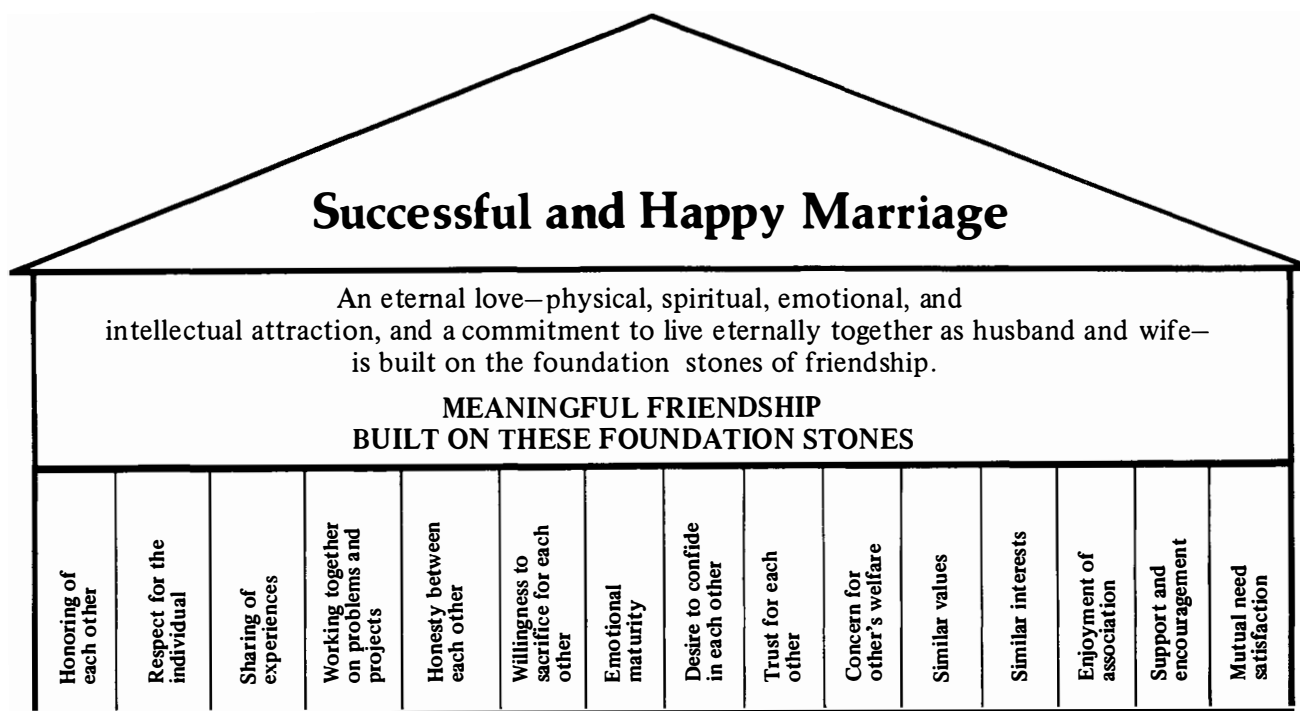 Successful and Happy Marriage
An eternal love—physical, spiritual, emotional, and
intellectual attraction, and a commitment to live eternally together as husband and wife—
is built on the foundation stones of friendship.
MEANINGFUL FRIENDSHIP
BUILT ON THESE FOUNDATION STONES
Honoring of
each other
Respect for the
individual
Sharing of
experiences
Working together
on problems and
projects
Honesty between
each other
Willingness to
sacrifice for each
other
Emotional
maturity
Desire to confide
in each other
Trust for each
other
Concern for
other's welfare
Similar values
Similar interests
Enjoyment of
association
Support and
encouragement
Mutual need
satisfaction